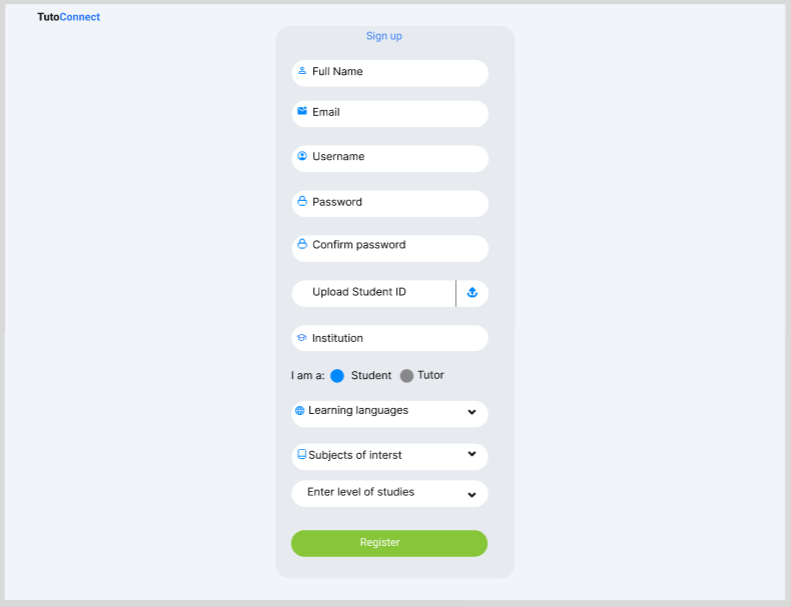 TutoConnect
Sign up
Full Name
Email
Username
Password
Confirm password
Upload Student ID
Institution
I am a: Student Tutor
Learning languages
Subjects of interst
Enter level of studies
Register